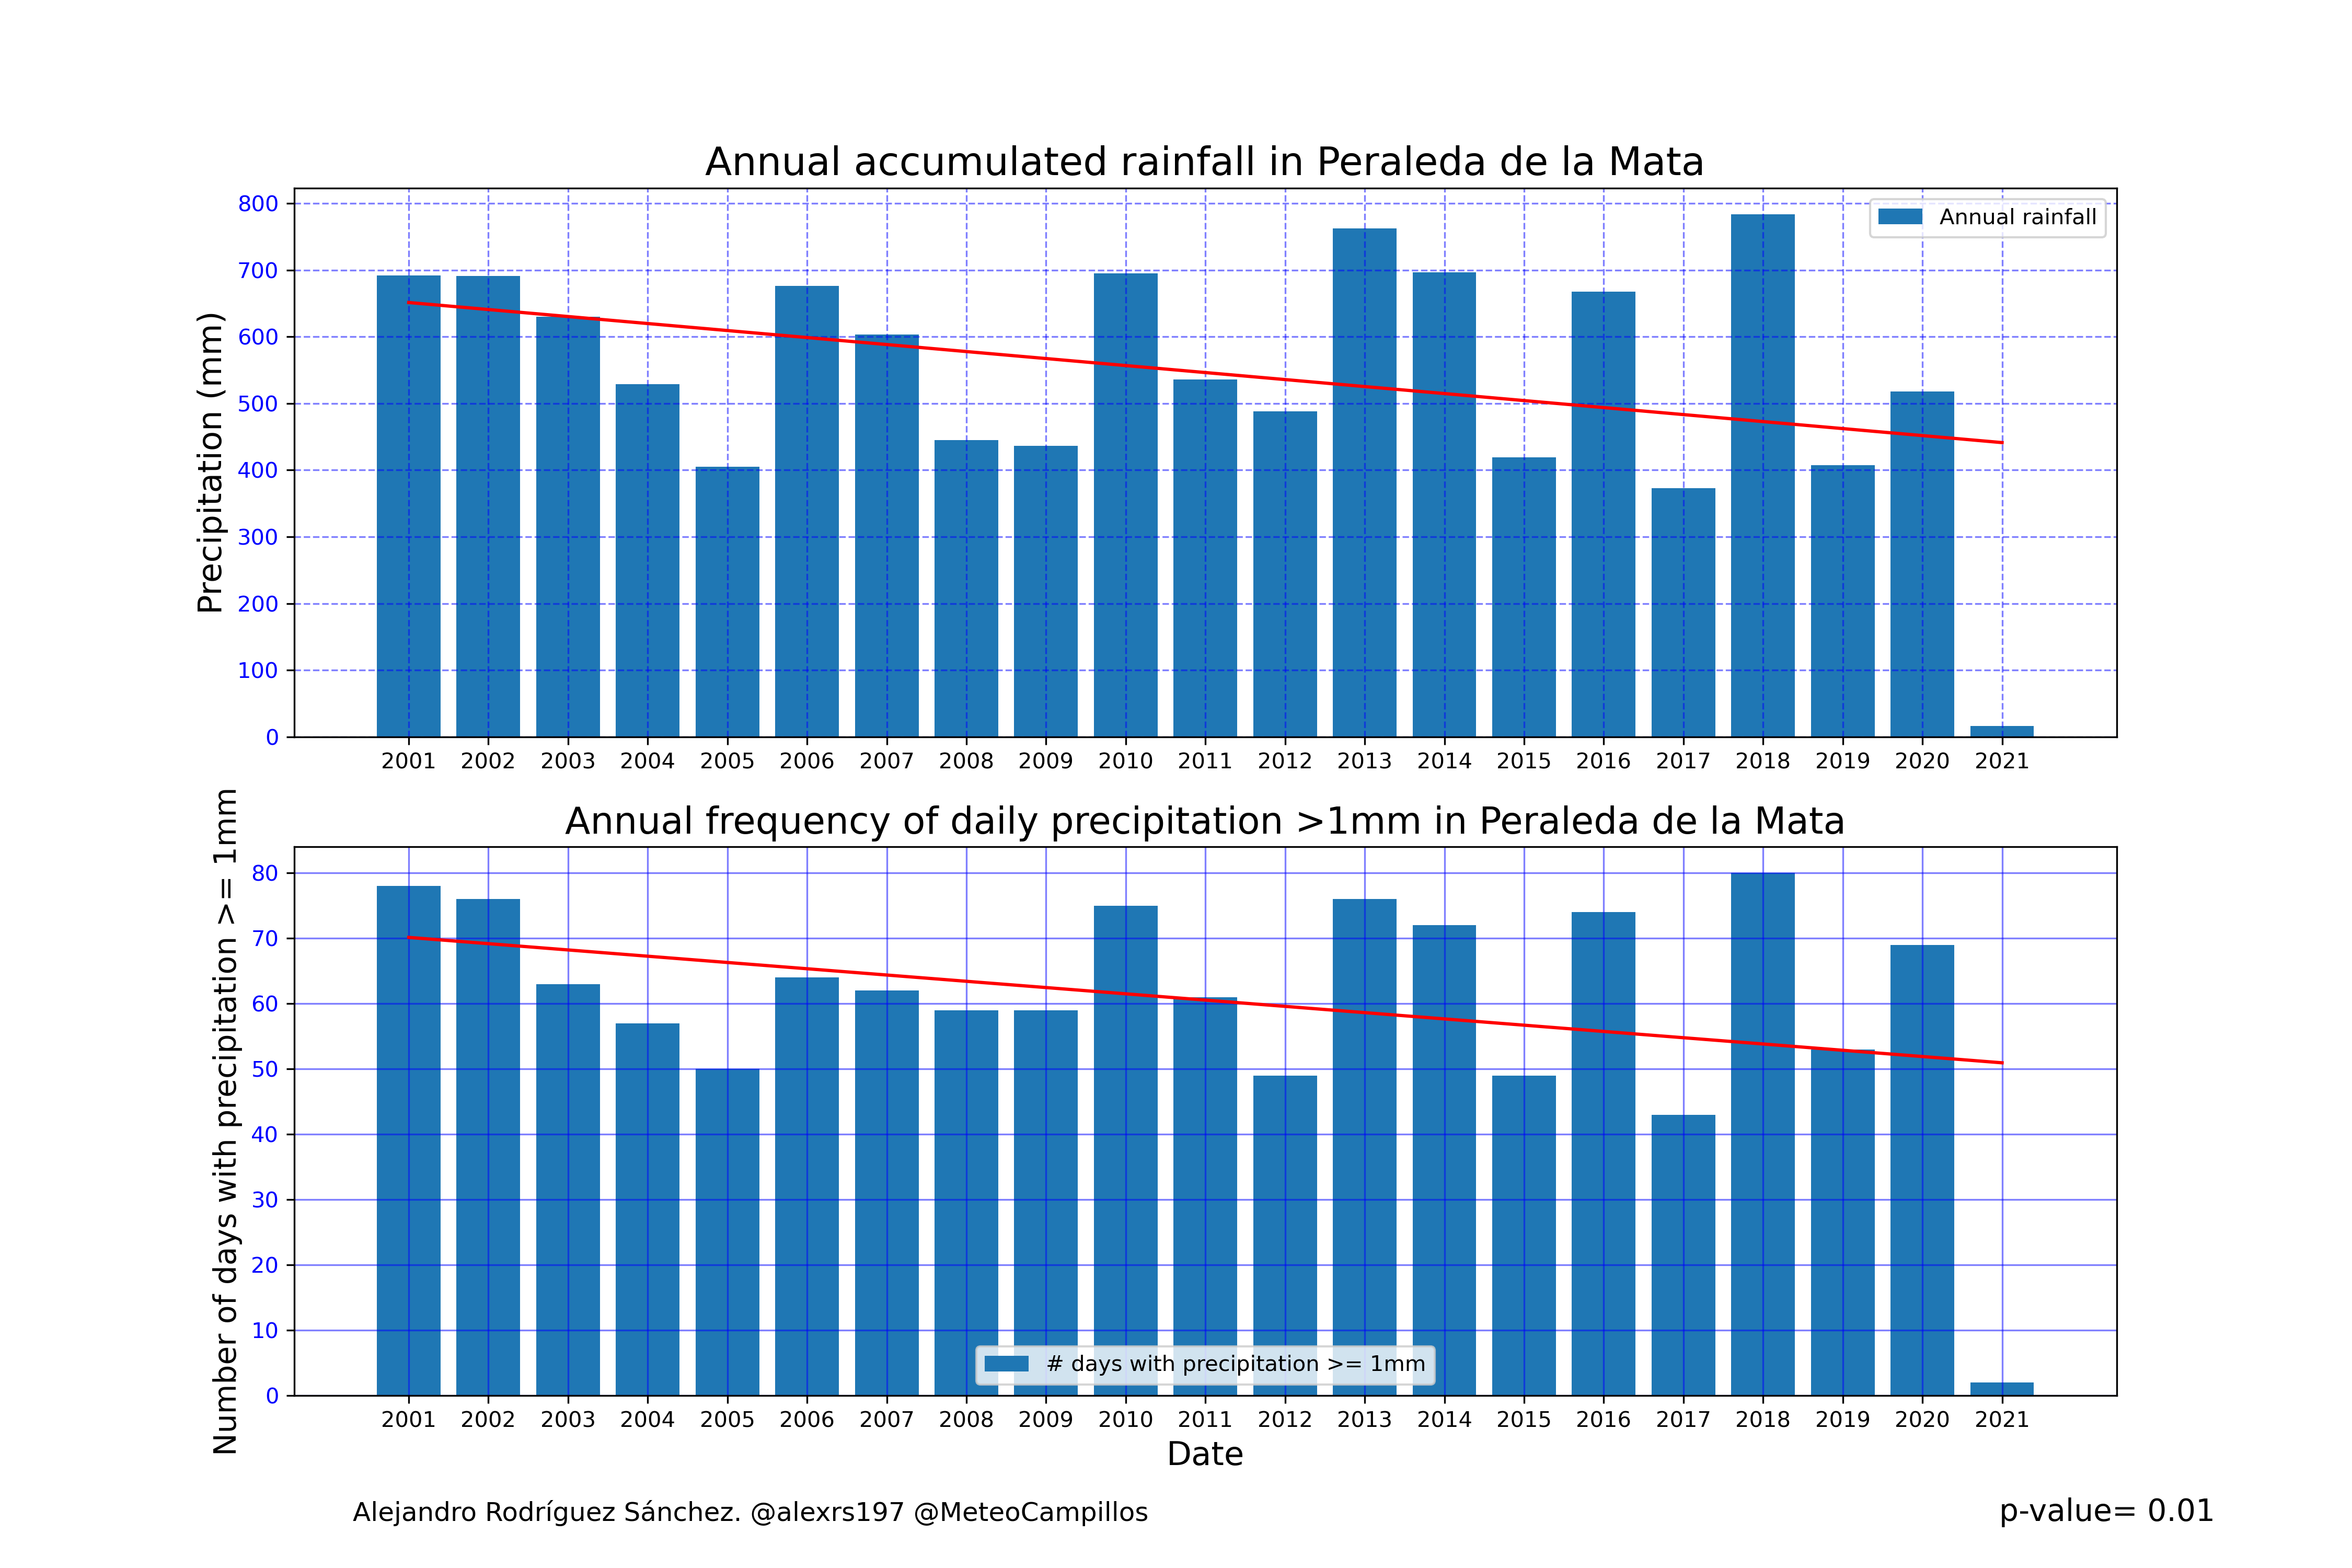 Annual accumulated rainfall in Peraleda de la Mata
Precipitation (mm)
800
700
600
500
400
300
200
100
0
Annual rainfall
2001 2002 2003 2004 2005 2006 2007 2008 2009 2010 2011 2012 2013 2014 2015 2016 2017 2018 2019 2020 2021
Annual frequency of daily precipitation >1mm in Peraleda de la Mata
Number of days with precipitation >= 1mm
80
70
60
50
40
30
20
10
0
# days with precipitation >= 1mm
2001 2002 2003 2004 2005 2006 2007 2008 2009 2010 2011 2012 2013 2014 2015 2016 2017 2018 2019 2020 2021
Date
Alejandro Rodríguez Sánchez. @alexrs197 @MeteoCampillos
p-value= 0.01